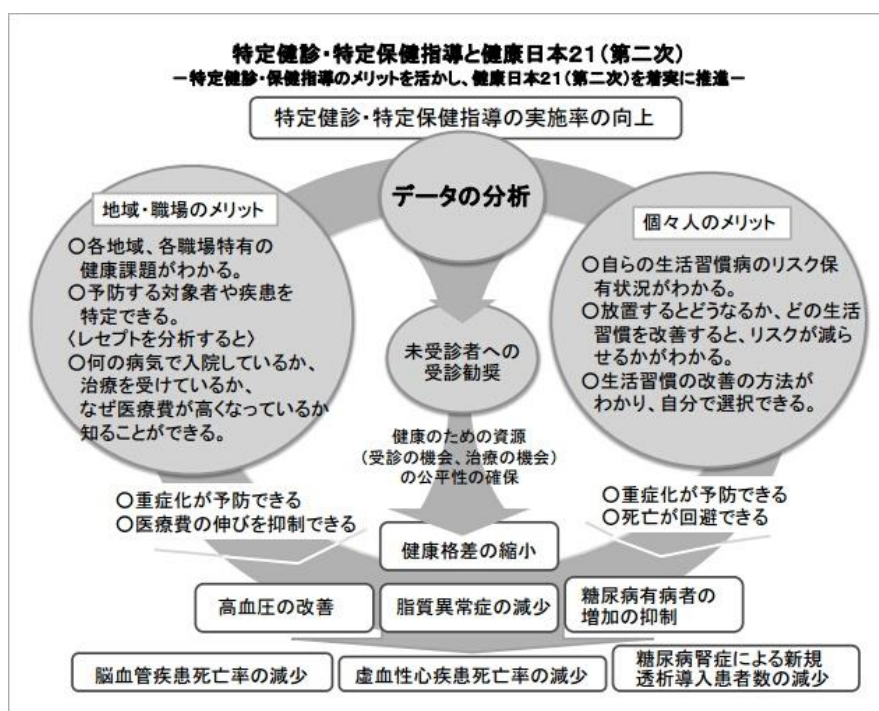 特定健診・特定保健指導と健康日本21(第二次)
－特定健診・保健指導のメリットを活かし、健康日本21(第二次)を着実に推進－
特定健診・特定保健指導の実施率の向上
データの分析
地域・職場のメリット
○各地域、各職場特有の
健康課題がわかる。
○予防する対象者や疾患を
特定できる。
〈レセプトを分析すると〉
○何の病気で入院しているか、
治療を受けているか、
なぜ医療費が高くなっているか
知ることができる。
個々人のメリット
○自らの生活習慣病のリスク保
有状況がわかる。
○放置するとどうなるか、どの生活
習慣を改善すると、リスクが減ら
せるかがわかる。
○生活習慣の改善の方法が
わかり、自分で選択できる。
未受診者への
受診勧奨
健康のための資源
(受診の機会、治療の機会)
の公平性の確保
○重症化が予防できる
○医療費の伸びを抑制できる
○重症化が予防できる
○死亡が回避できる
健康格差の縮小
高血圧の改善
脂質異常症の減少
糖尿病有病者の
増加の抑制
脳血管疾患死亡率の減少
虚血性心疾患死亡率の減少
糖尿病腎症による新規
透析導入患者数の減少